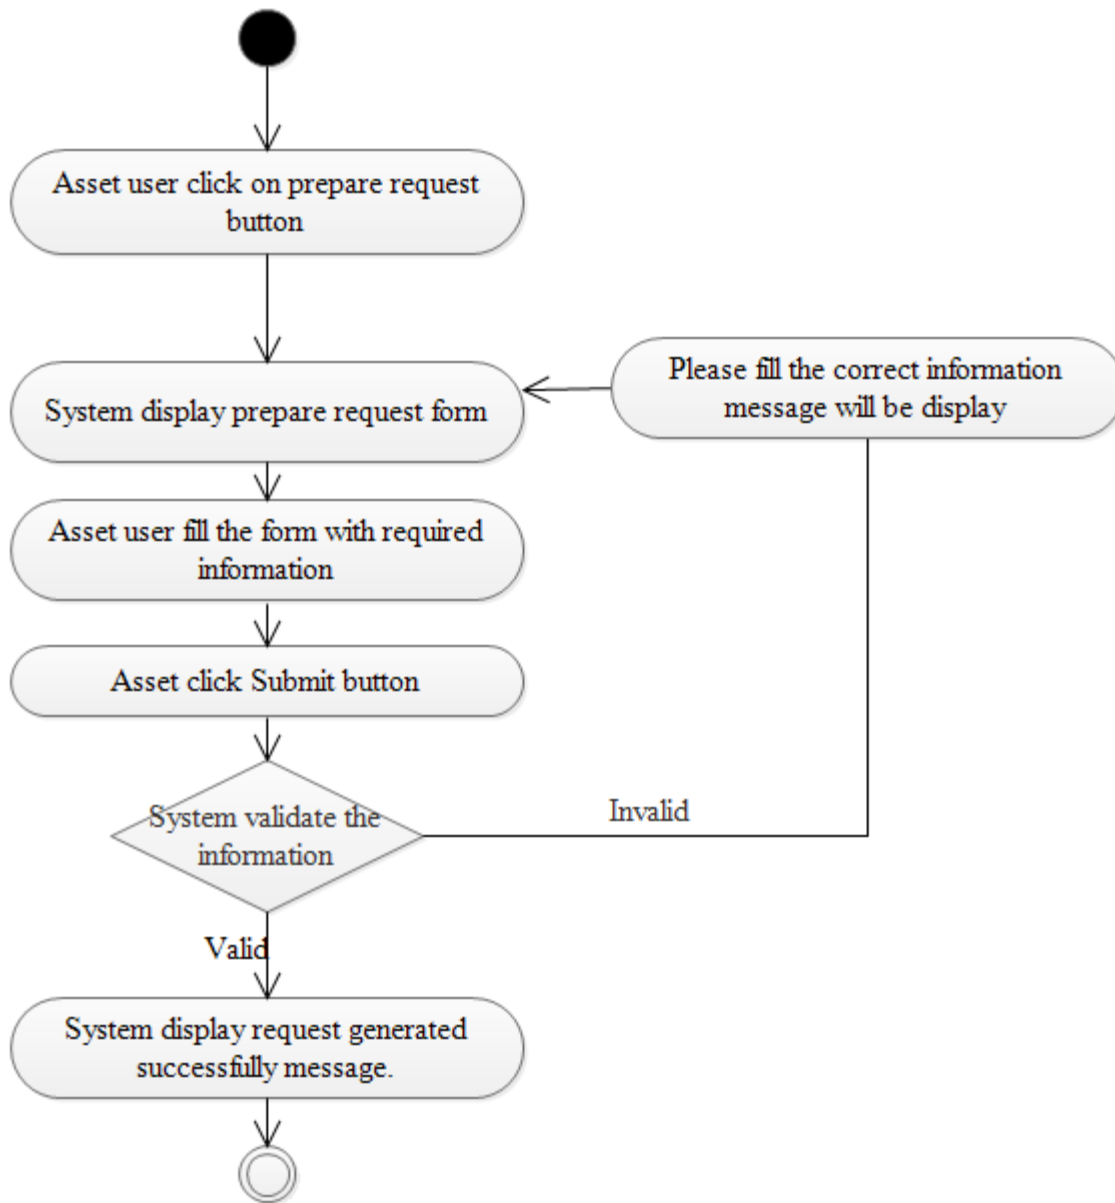 Asset user click on prepare request
button
Please fill the correct information
message will be display
System display prepare request form
Asset user fill the form with required
information
Asset click Submit button
System validate the
information
Invalid
Valid
System display request generated
successfully message.